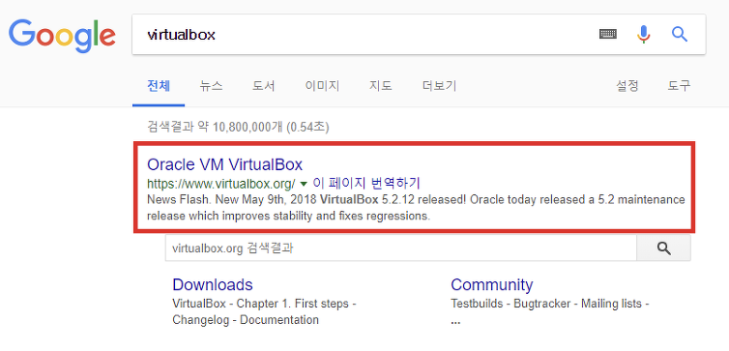 Google
virtualbox
전체 뉴스 도서 이미지 지도 더보기 설정 도구
검색결과 약 10,800,000개 (0.54초)
Oracle VM VirtualBox
https://www.virtualbox.org/ ▼ 이 페이지 번역하기
News Flash. New May 9th, 2018 VirtualBox 5.2.12 released! Oracle today released a 5.2 maintenance
release which improves stability and fixes regressions.
virtualbox.org 검색결과
Downloads Community
VirtualBox - Chapter 1. First steps - Testbuilds - Bugtracker - Mailing lists -
Changelog - Documentation ...